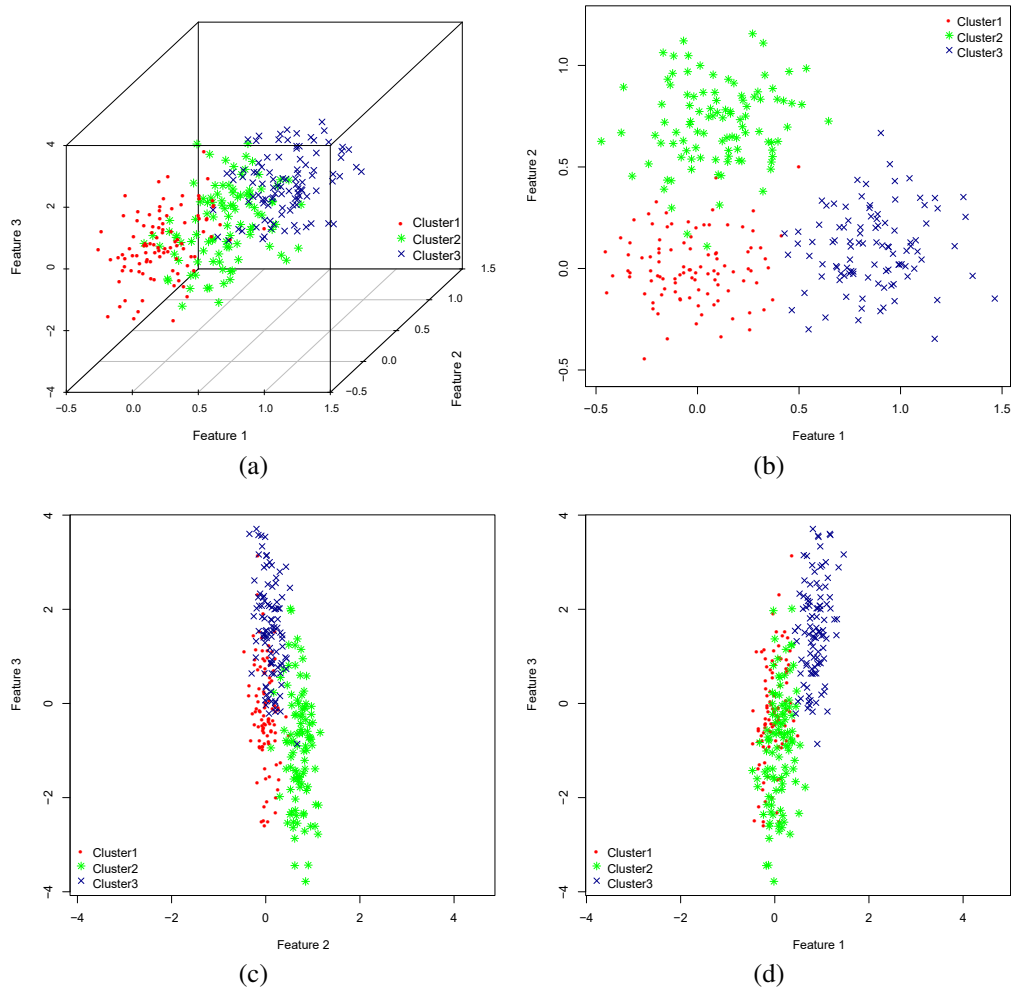 4
2
0
−2
−4
Feature 3
−0.5
0.0
0.5
1.0
1.5
Feature 1
−0.5
0.0
0.5
1.0
1.5
Feature 2
Cluster1
Cluster2
Cluster3
(a)
1.0
0.5
0.0
−0.5
Feature 2
−0.5
0.0
0.5
1.0
1.5
Feature 1
Cluster1
Cluster2
Cluster3
(b)
4
2
0
−2
−4
Feature 3
−4
−2
0
2
4
Feature 2
Cluster1
Cluster2
Cluster3
(c)
4
2
0
−2
−4
Feature 3
−4
−2
0
2
4
Feature 1
Cluster1
Cluster2
Cluster3
(d)